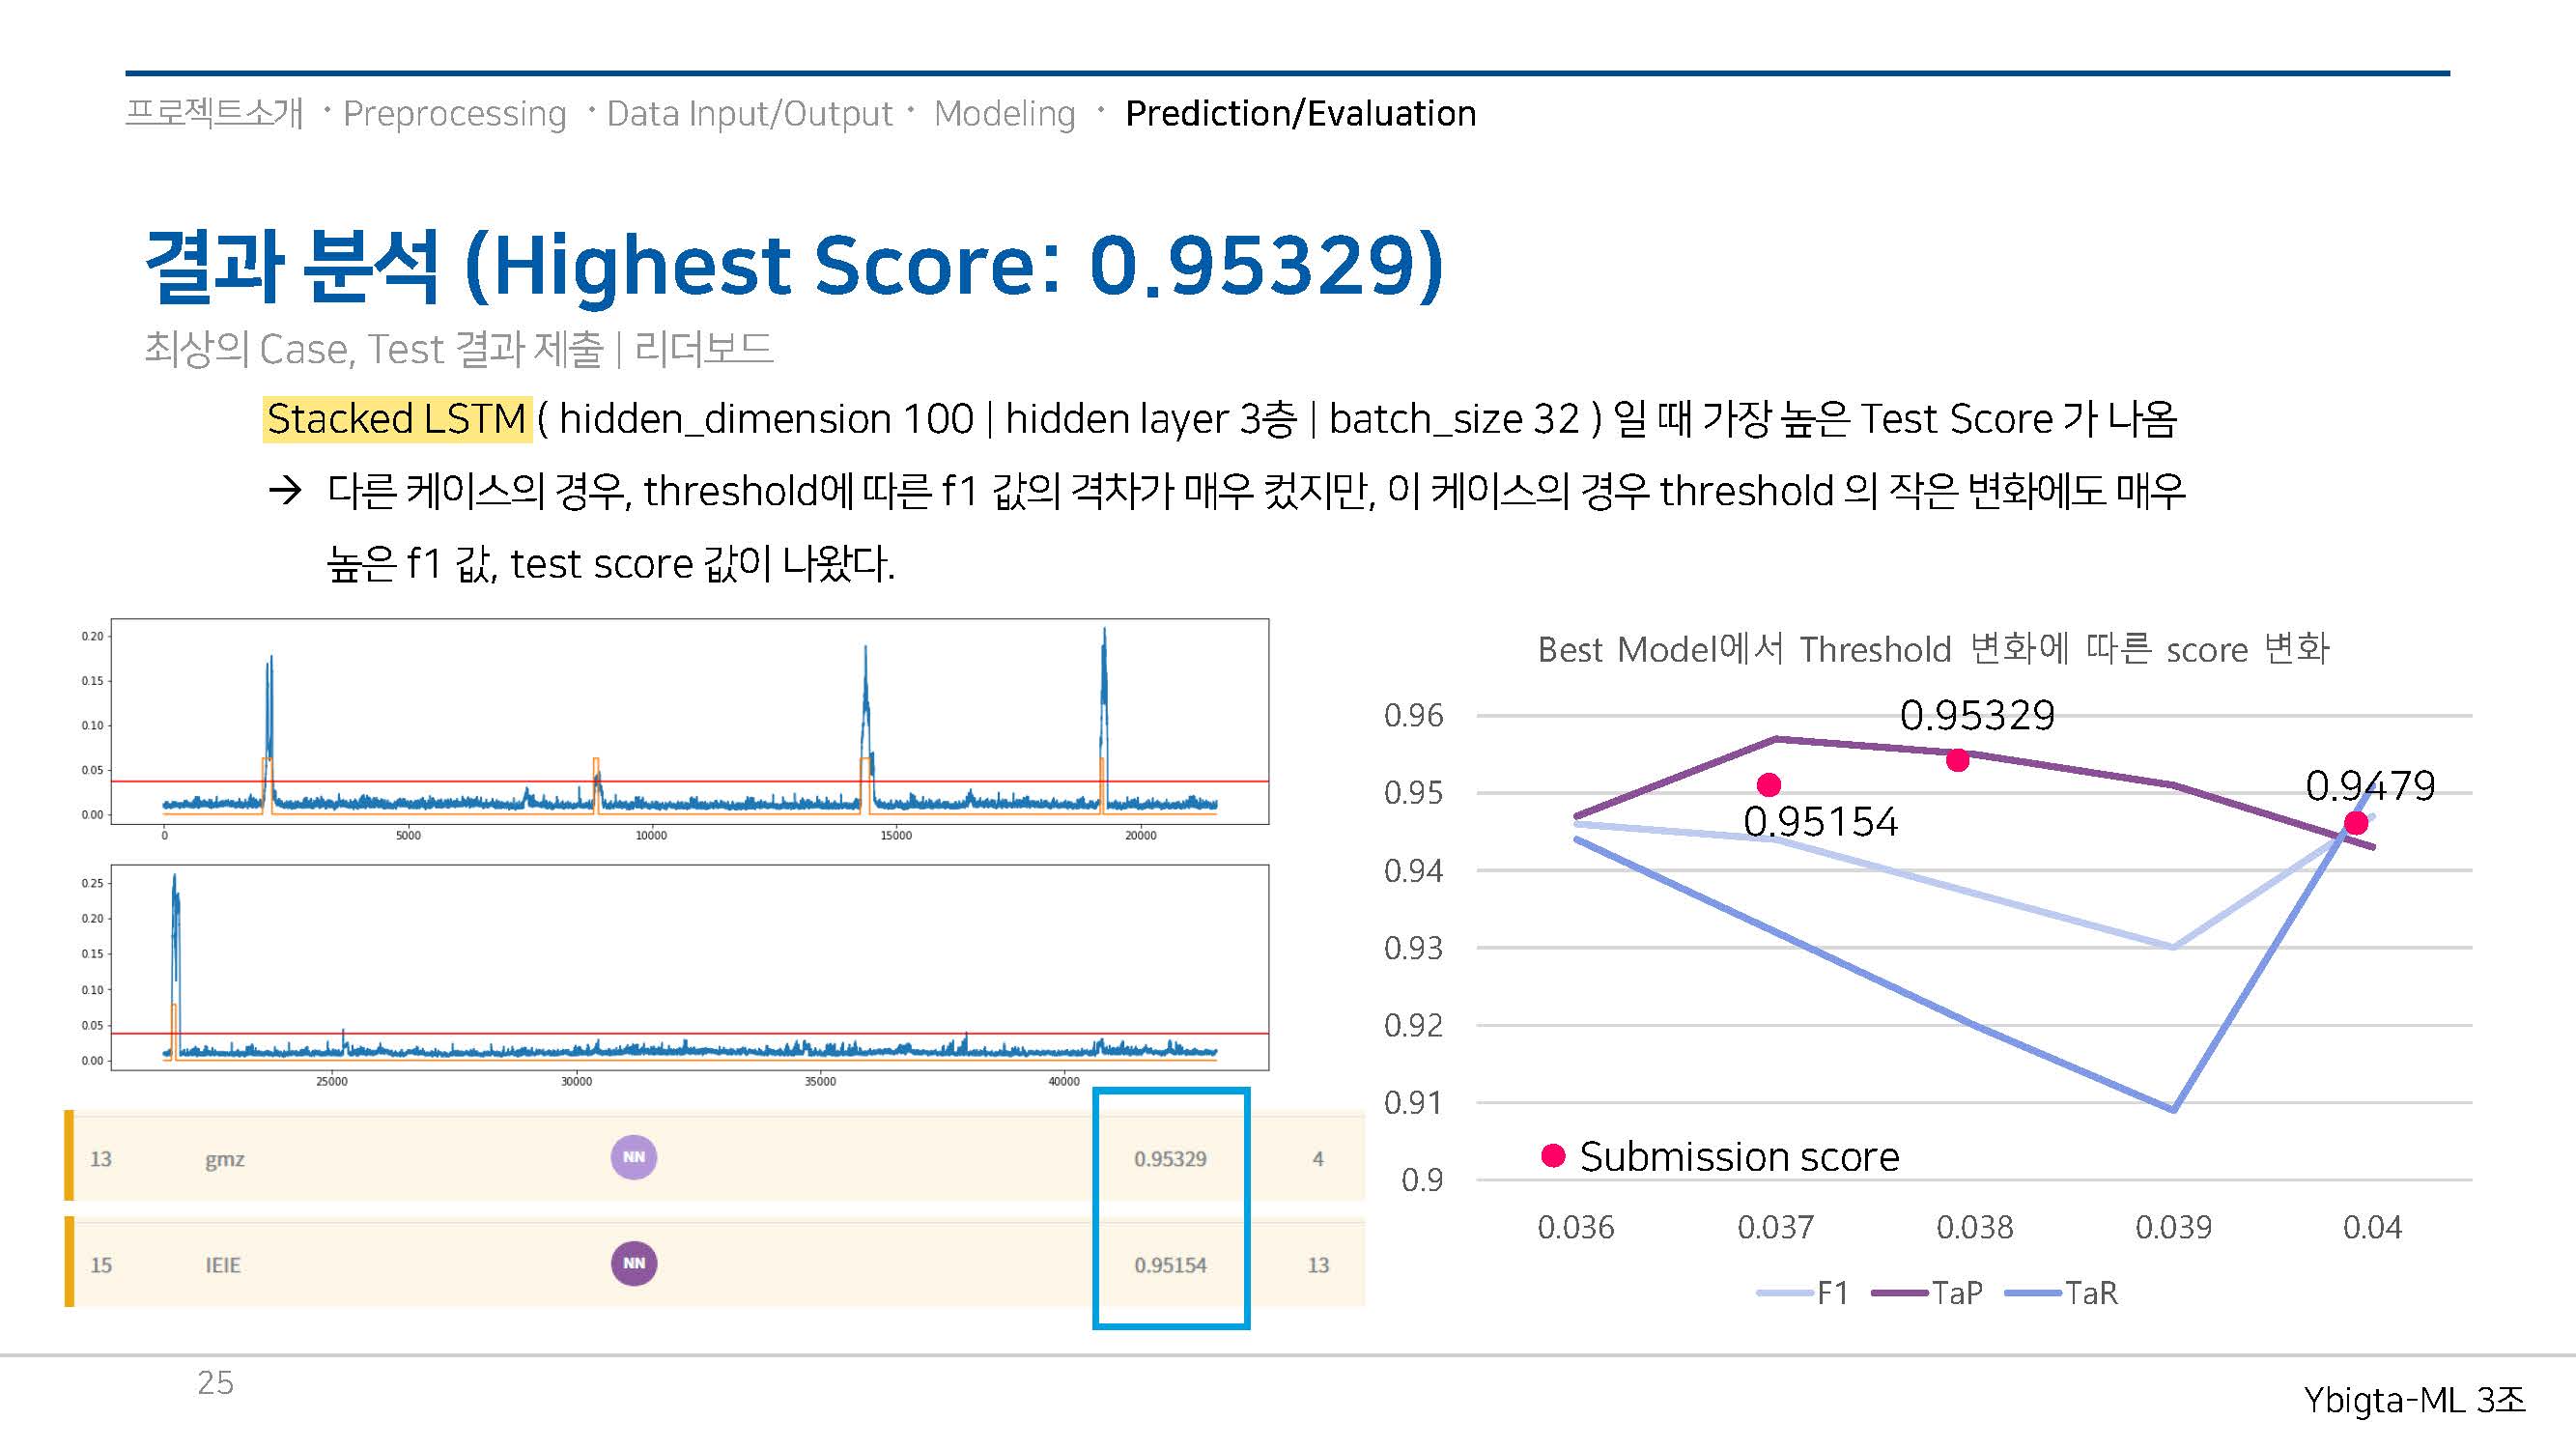 프로젝트소개 · Preprocessing · Data Input/Output · Modeling · Prediction/Evaluation
결과 분석 (Highest Score: 0.95329)
최상의 Case, Test 결과 제출 | 리더보드
Stacked LSTM ( hidden_dimension 100 | hidden layer 3층 | batch_size 32 ) 일 때 가장 높은 Test Score 가 나옴
→ 다른 케이스의 경우, threshold에 따른 f1 값의 격차가 매우 컸지만, 이 케이스의 경우 threshold 의 작은 변화에도 매우
높은 f1 값, test score 값이 나왔다.
0.20
0.15
0.10
0.05
0.00
0 5000 10000 15000 20000
0.25
0.20
0.15
0.10
0.05
0.00
25000 30000 35000 40000
13 gmz NN 0.95329 4
15 IEIE NN 0.95154 13
Best Model에서 Threshold 변화에 따른 score 변화
0.96
0.95
0.94
0.93
0.92
0.91
0.9
0.95329
0.9479
0.95154
Submission score
0.036 0.037 0.038 0.039 0.04
F1 TaP TaR
25
Ybigta-ML 3조